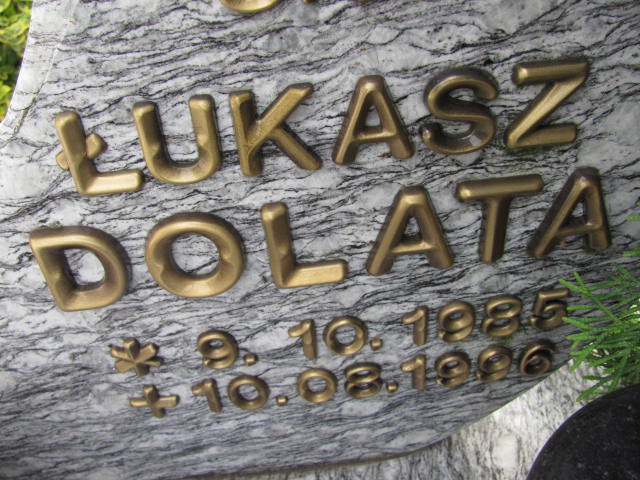 ŁUKASZ
DOLATA
* 9. 10. 1985
+ 10.08.1996